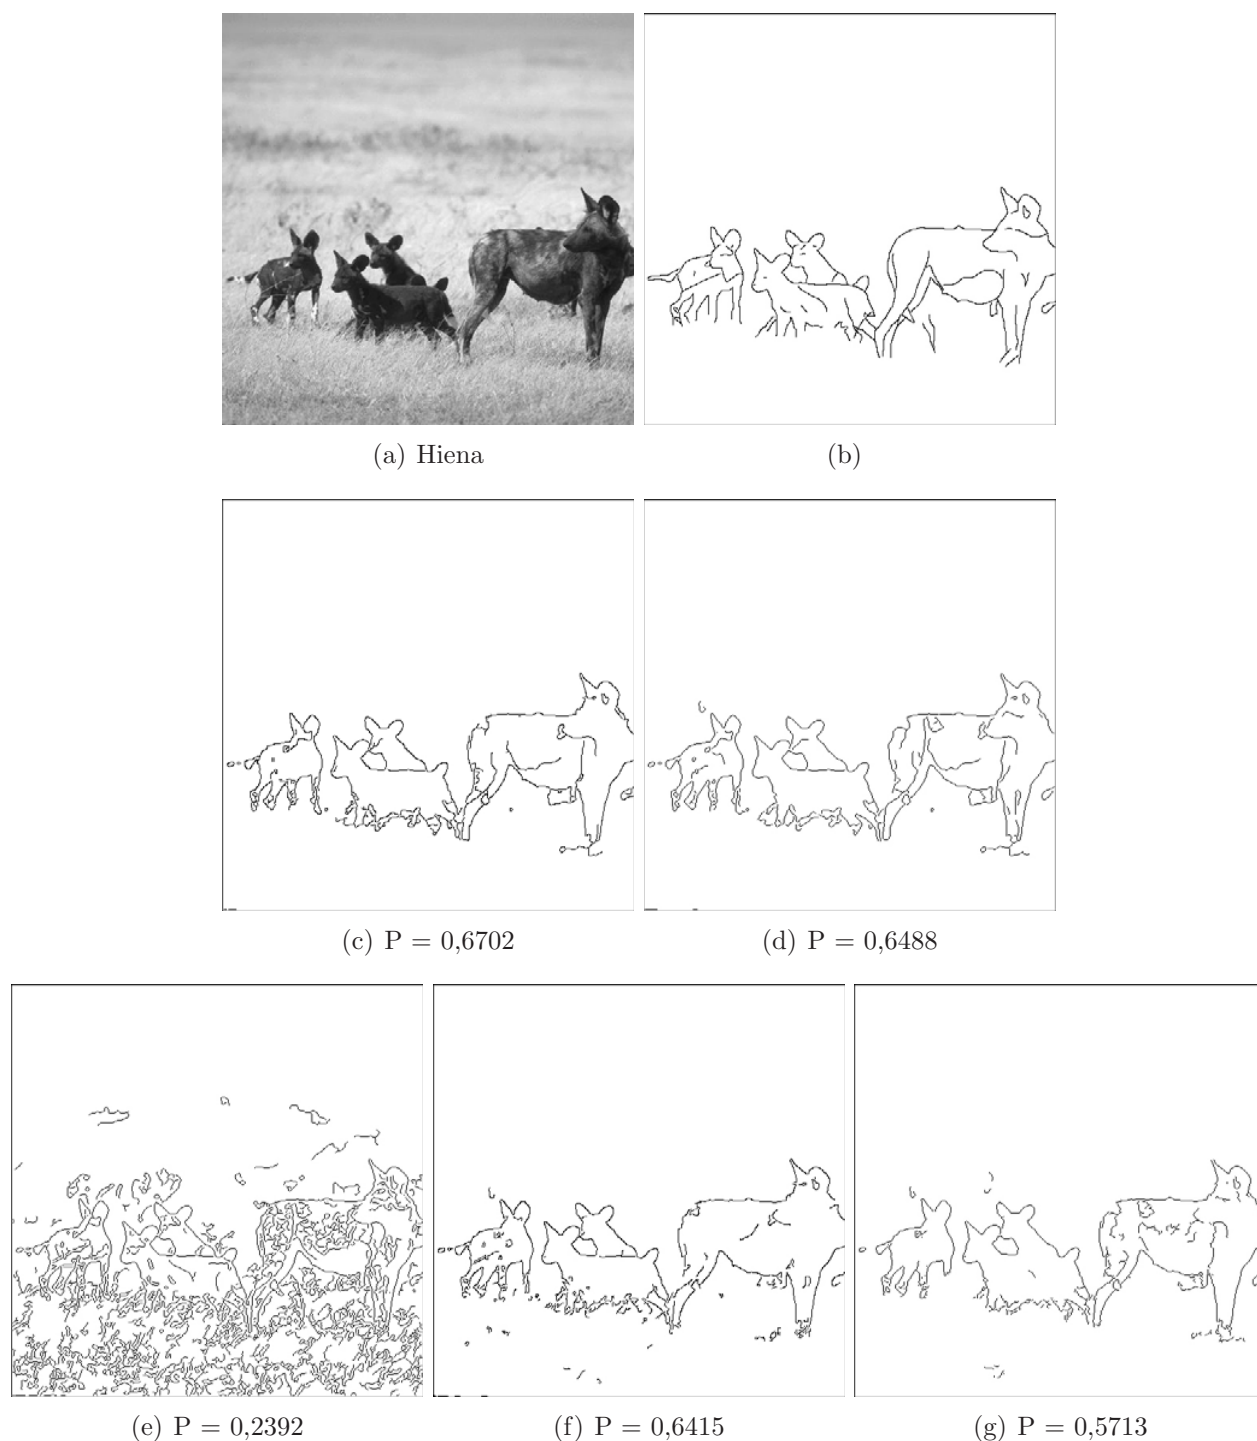 (a) Hiena
(b)
(c) P = 0,6702
(d) P = 0,6488
(e) P = 0,2392
(f) P = 0,6415
(g) P = 0,5713